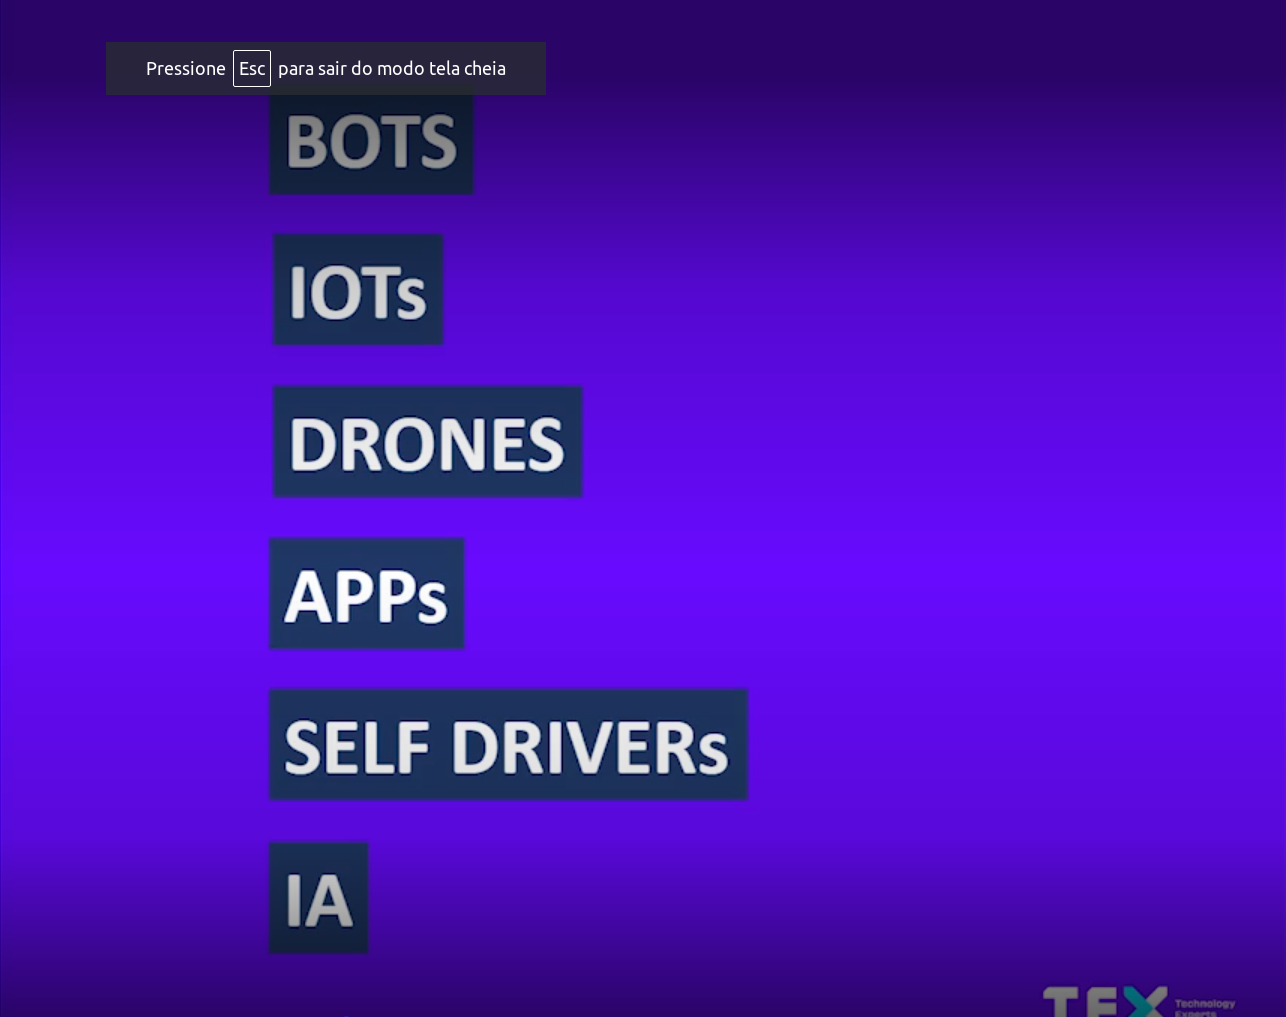 Pressione Esc para sair do modo tela cheia
BOTS
IOTs
DRONES
APPs
SELF DRIVERs
IA
TEX Technology
Experts